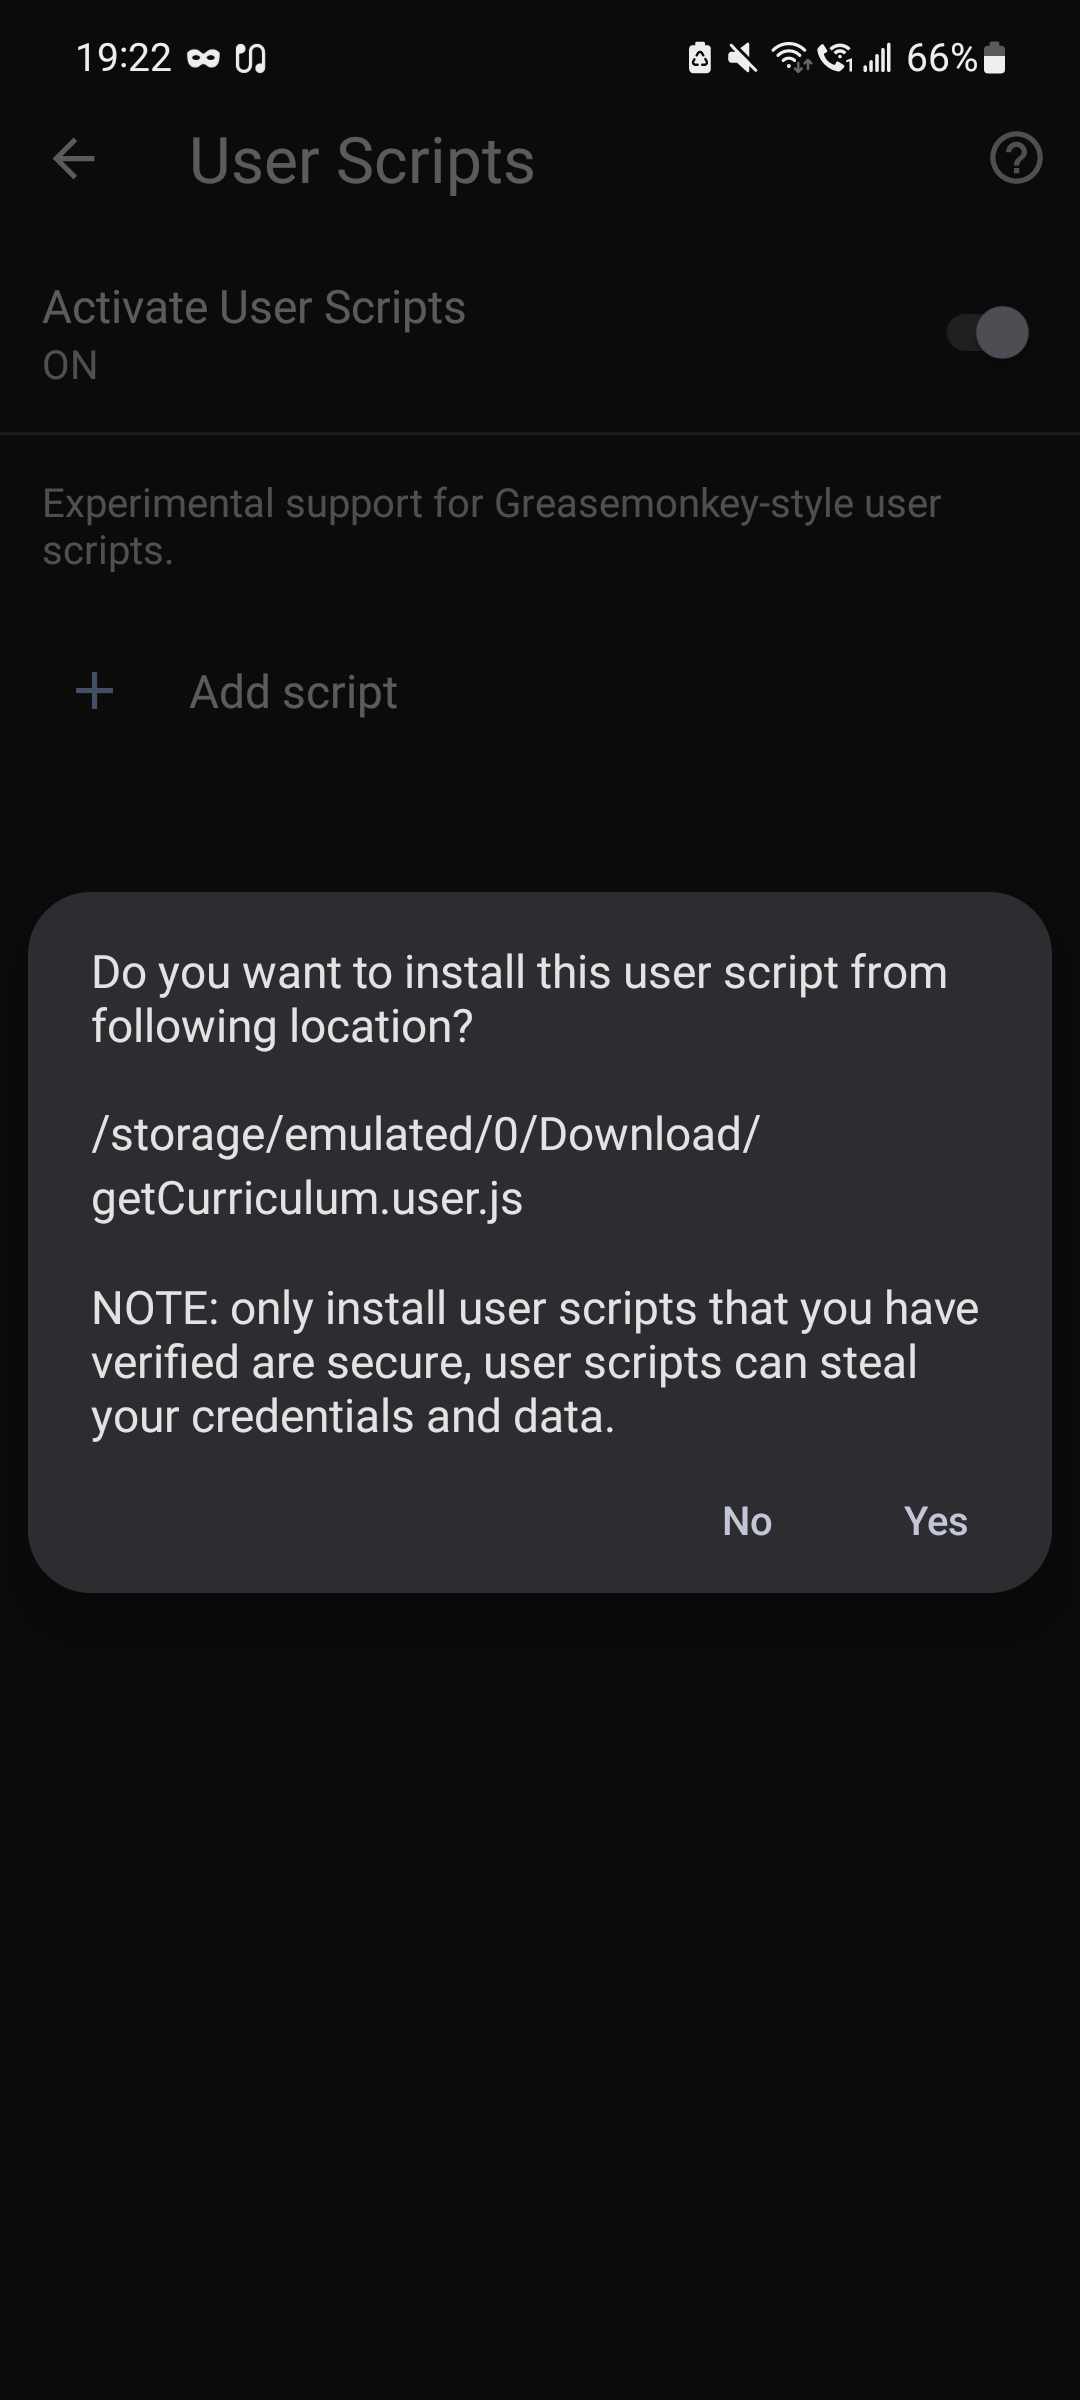 19:22
66%
User Scripts
Activate User Scripts
ON
Experimental support for Greasemonkey-style user
scripts.
Add script
Do you want to install this user script from
following location?
/storage/emulated/0/Download/
getCurriculum.user.js
NOTE: only install user scripts that you have
verified are secure, user scripts can steal
your credentials and data.
No
Yes